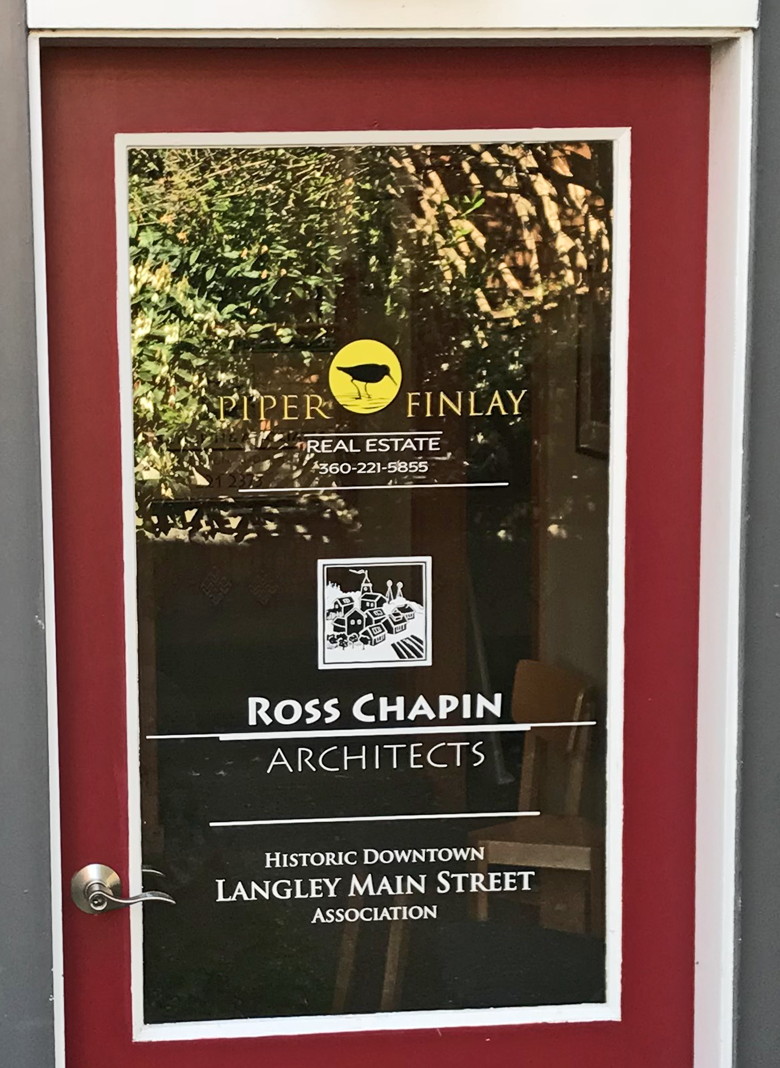 PIPER FINLAY
REAL ESTATE
360-221-5855
ROSS CHAPIN
ARCHITECTS
HISTORIC DOWNTOWN
LANGLEY MAIN STREET
ASSOCIATION